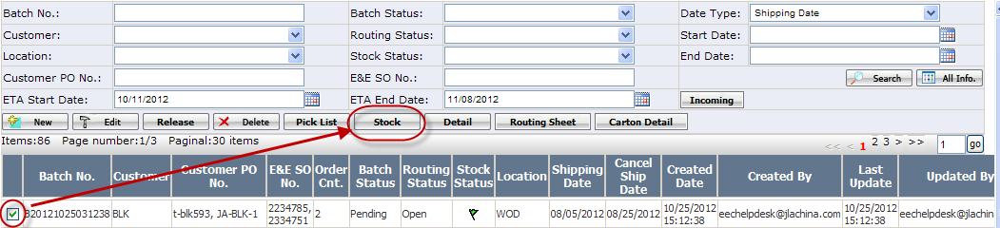 Batch No.: Batch Status: Date Type: Shipping Date
Customer: Routing Status: Start Date:
Location: Stock Status: End Date:
Customer PO No.: E&E SO No.: Search All Info.
ETA Start Date: 10/11/2012 ETA End Date: 11/08/2012 Incoming
New Edit Release Delete Pick List Stock Detail Routing Sheet Carton Detail
Items:86 Page number:1/3 Paginal:30 items << < 1 2 3 > >> 1 go
Batch No. Customer Customer PO No. E&E SO No. Order Cnt. Batch Status Routing Status Stock Status Location Shipping Date Cancel Ship Date Created Date Created By Last Update Updated By
B20121025031238 BLK t-blk593, JA-BLK-1 2234785, 2234751 2 Pending Open WOD 08/05/2012 08/25/2012 10/25/2012 15:12:38 eechelpdesk@jlachina.com 10/25/2012 15:12:38 eechelpdesk@jlachin